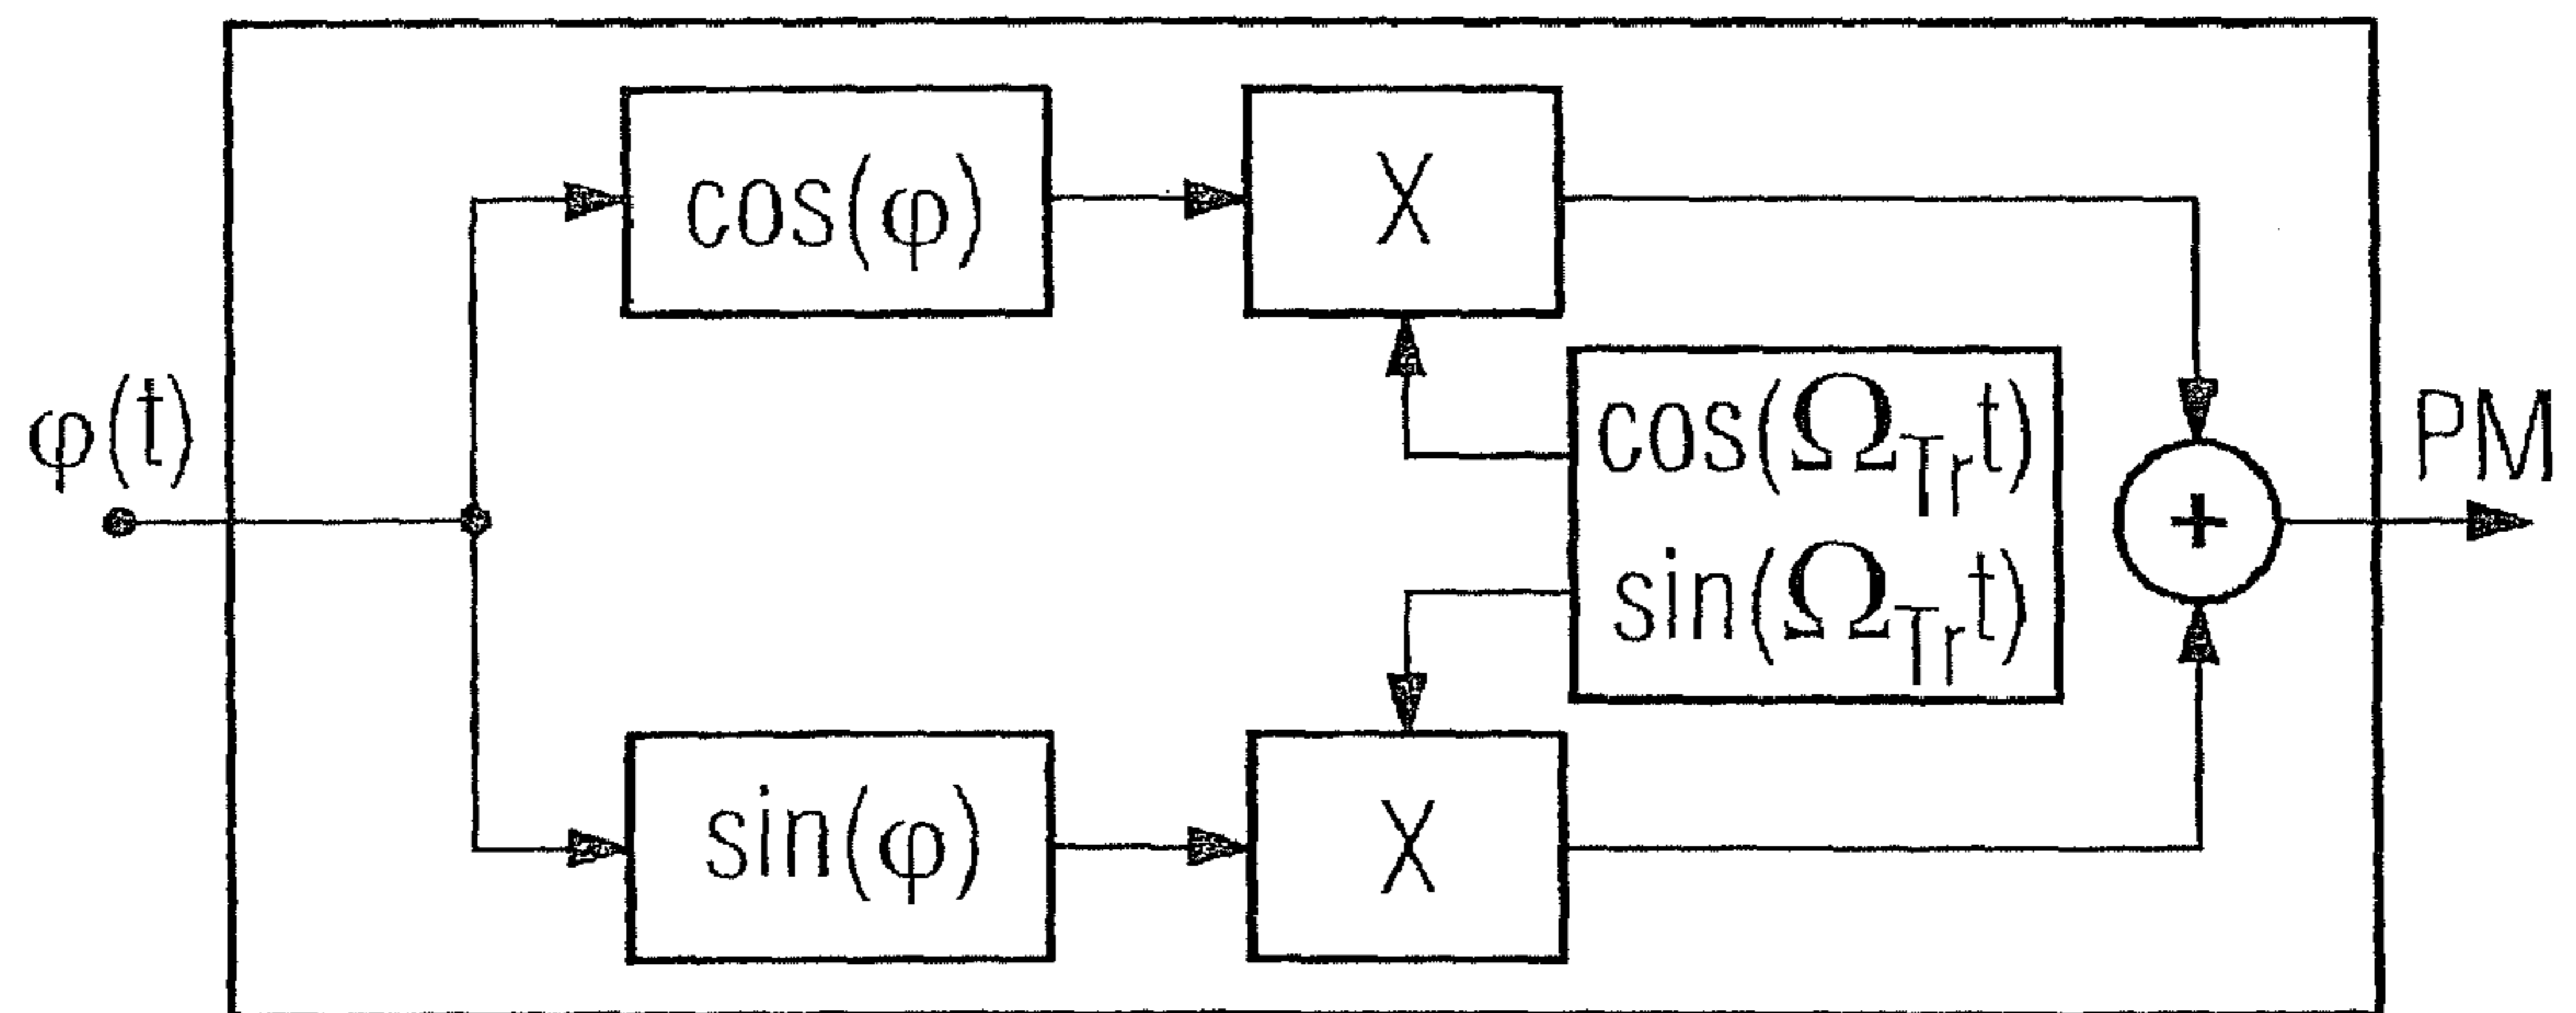 cos(φ)
X
φ(t)
cos(Ω_Tr t)
sin(Ω_Tr t)
+
PM
sin(φ)
X